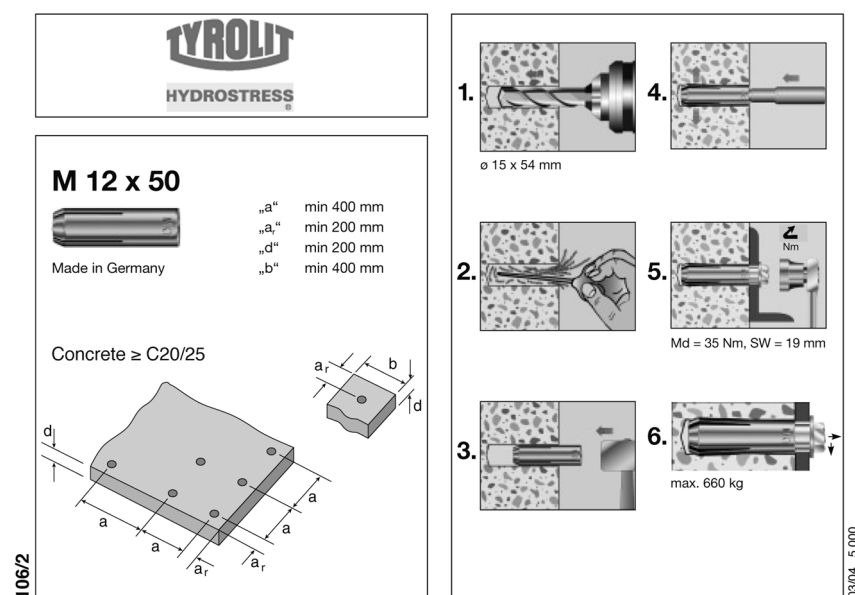 TYROLIT
HYDROSTRESS
®
M 12 x 50
„a“ min 400 mm
„ar“ min 200 mm
„d“ min 200 mm
„b“ min 400 mm
Made in Germany
Concrete ≥ C20/25
ar
b
d
d
a
a
ar
ar
a
a
106/2
1.
ø 15 x 54 mm
2.
3.
4.
5.
Nm
Md = 35 Nm, SW = 19 mm
6.
max. 660 kg
03/04 5.000